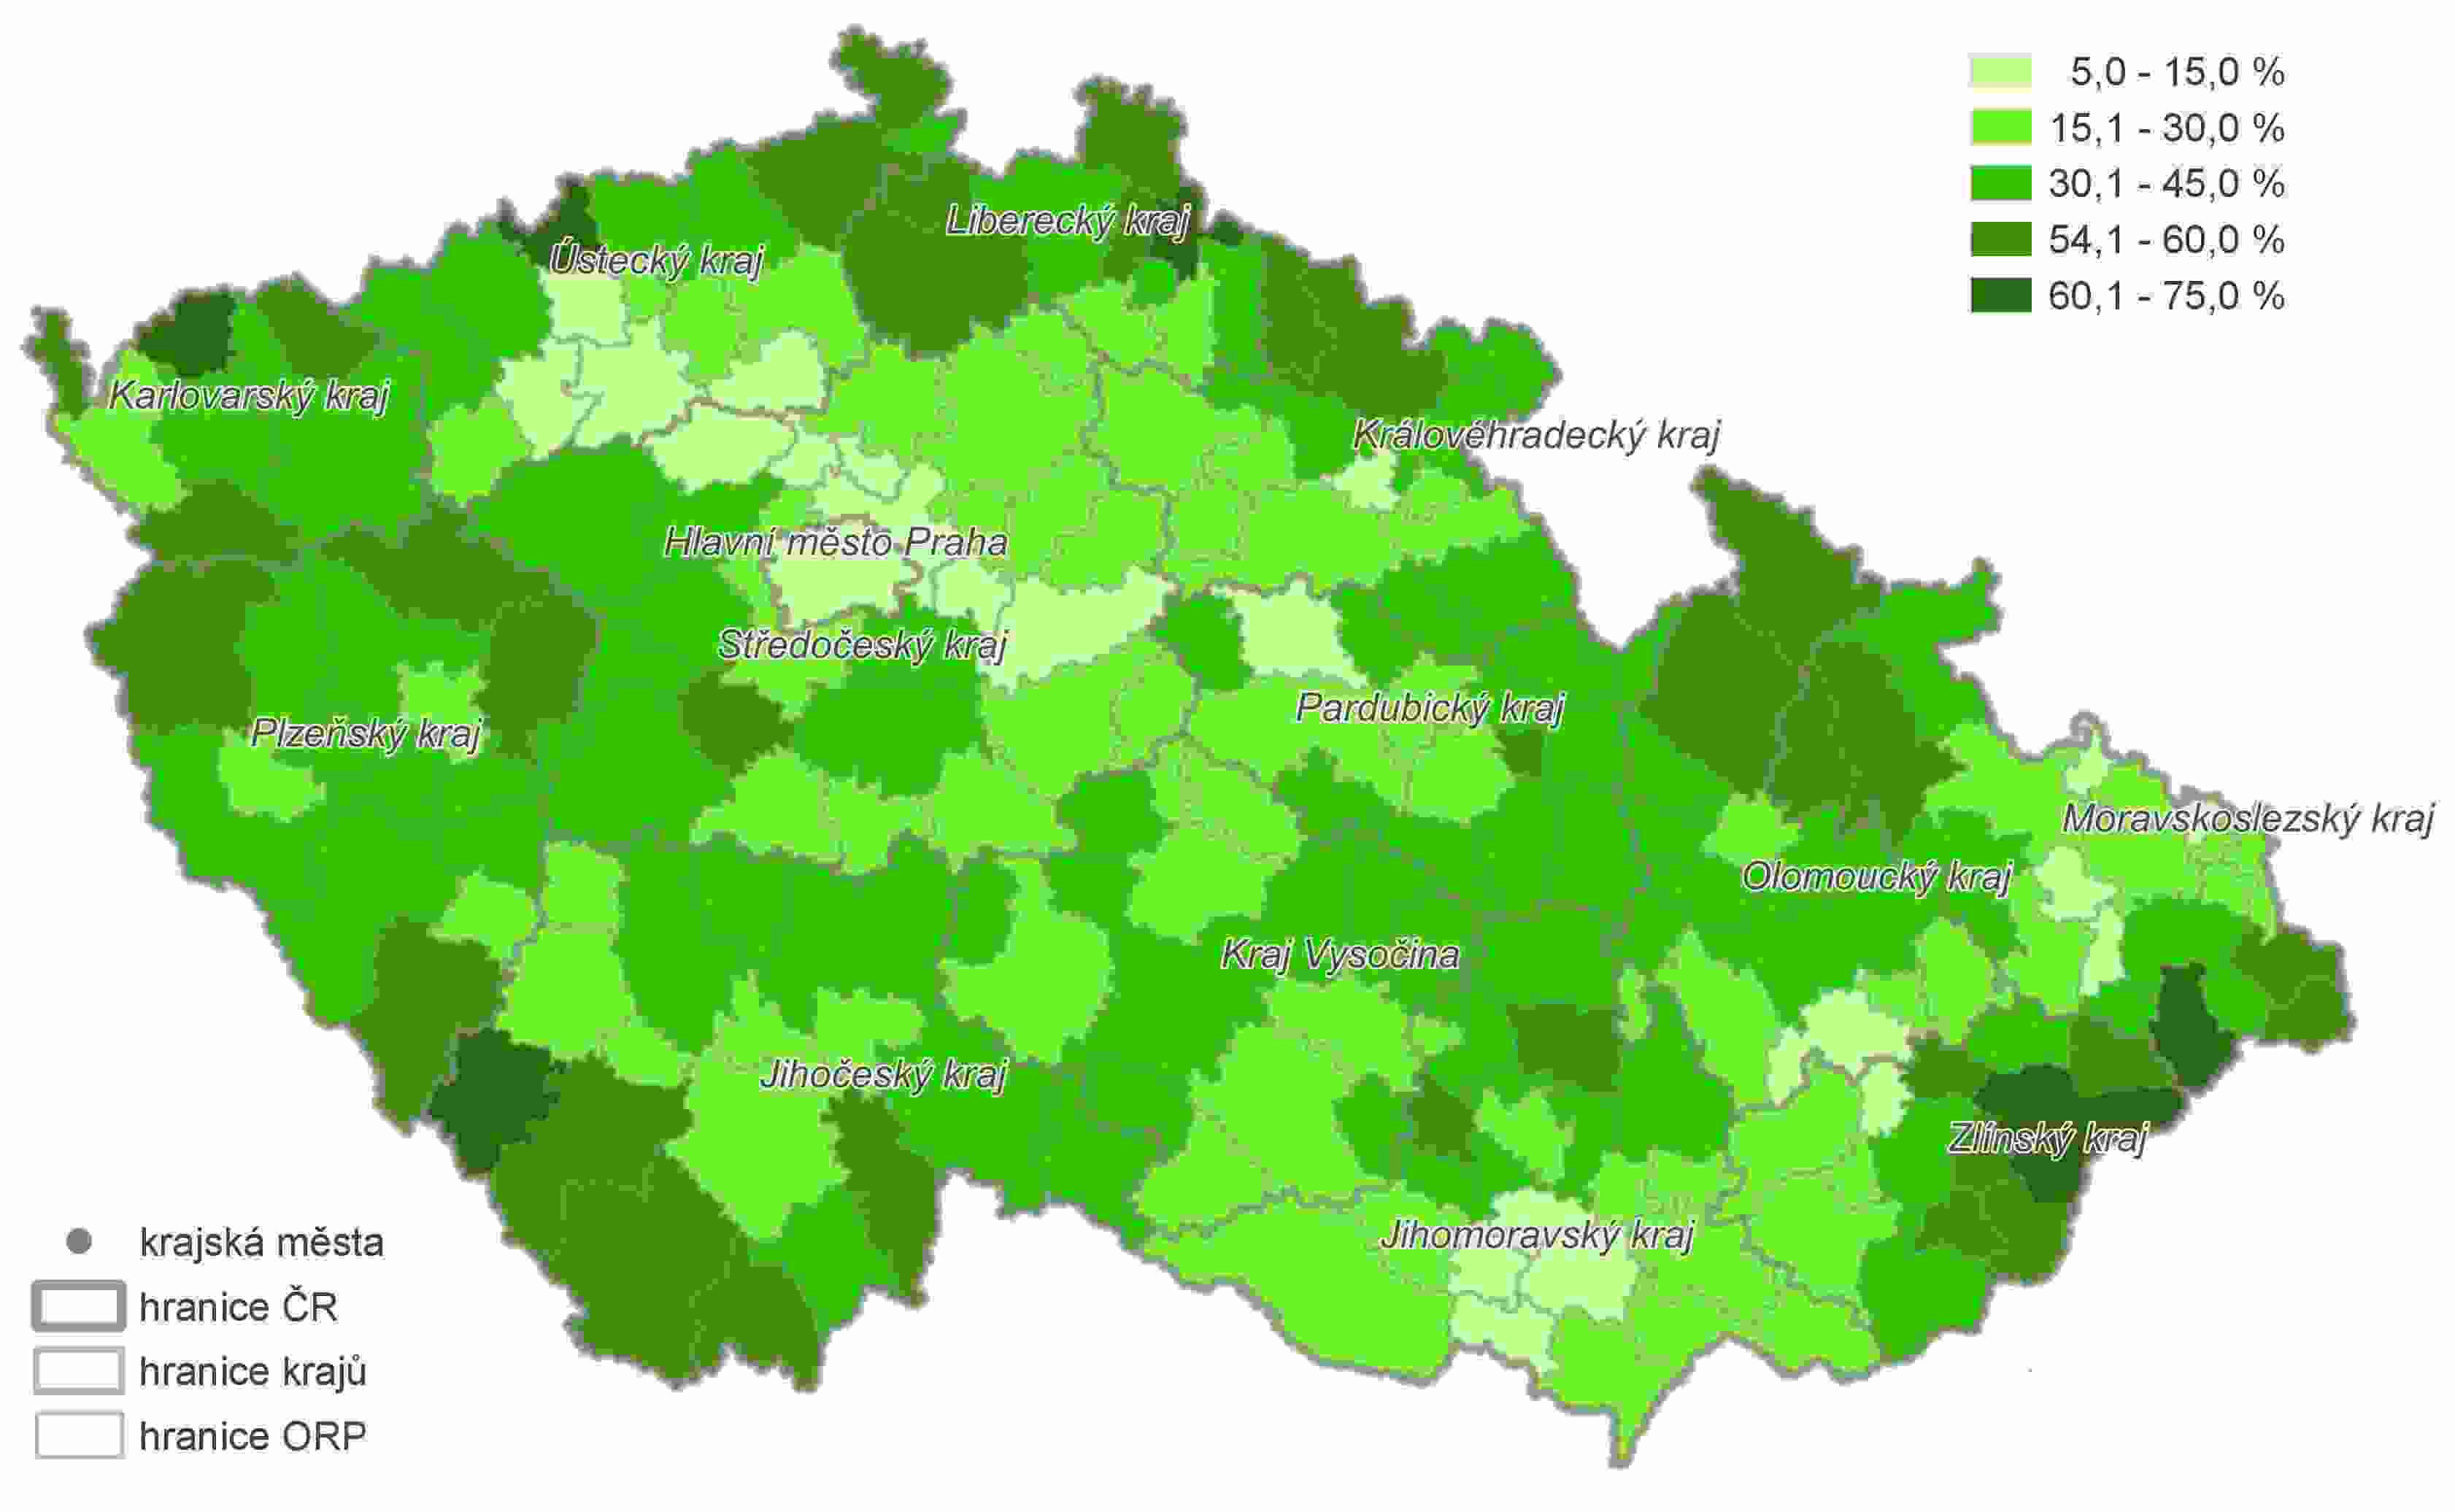 5,0 - 15,0 %
15,1 - 30,0 %
30,1 - 45,0 %
54,1 - 60,0 %
60,1 - 75,0 %
Liberecký kraj
Ústecký kraj
Karlovarský kraj
Královéhradecký kraj
Hlavní město Praha
Středočeský kraj
Pardubický kraj
Plzeňský kraj
Moravskoslezský kraj
Olomoucký kraj
Kraj Vysočina
Jihočeský kraj
Zlínský kraj
Jihomoravský kraj
krajská města
hranice ČR
hranice krajů
hranice ORP